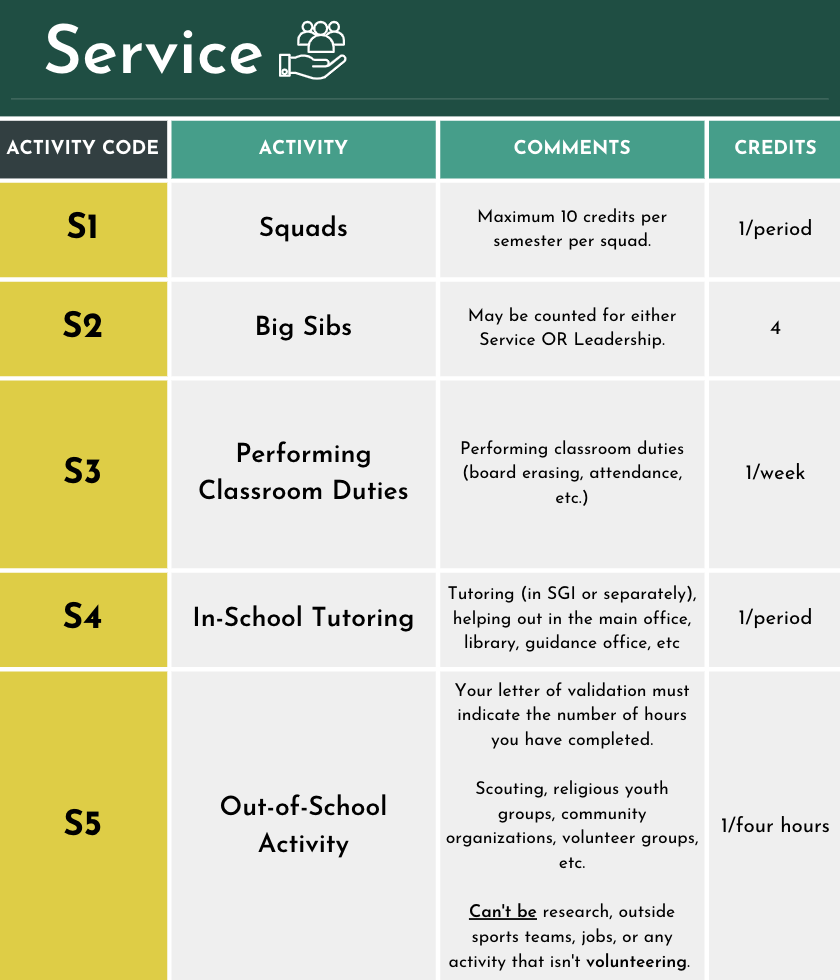 Service
ACTIVITY CODE
ACTIVITY
COMMENTS
CREDITS
S1
Squads
Maximum 10 credits per
semester per squad.
1/period
S2
Big Sibs
May be counted for either
Service OR Leadership.
4
S3
Performing
Classroom Duties
Performing classroom duties
(board erasing, attendance,
etc.)
1/week
S4
In-School Tutoring
Tutoring (in SGI or separately),
helping out in the main office,
library, guidance office, etc
1/period
S5
Out-of-School
Activity
Your letter of validation must
indicate the number of hours
you have completed.
Scouting, religious youth
groups, community
organizations, volunteer groups,
etc.
Can't be research, outside
sports teams, jobs, or any
activity that isn't volunteering.
1/four hours